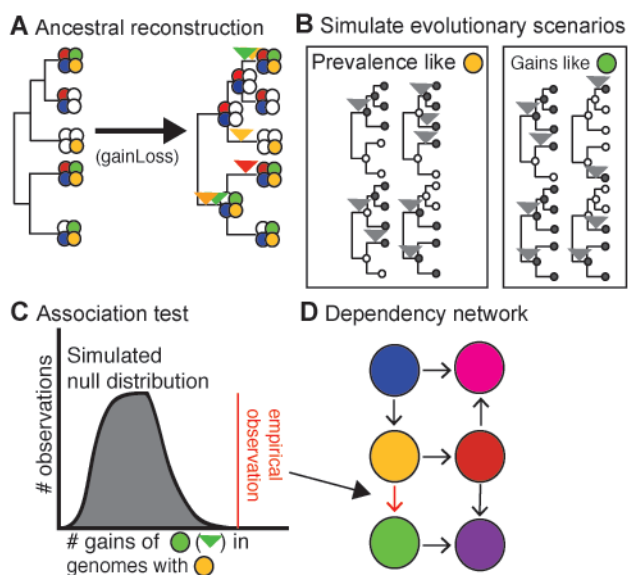 A Ancestral reconstruction
(gainLoss)
B Simulate evolutionary scenarios
Prevalence like
Gains like
C Association test
Simulated
null distribution
# observations
empirical
observation
# gains of ( ) in
genomes with
D Dependency network